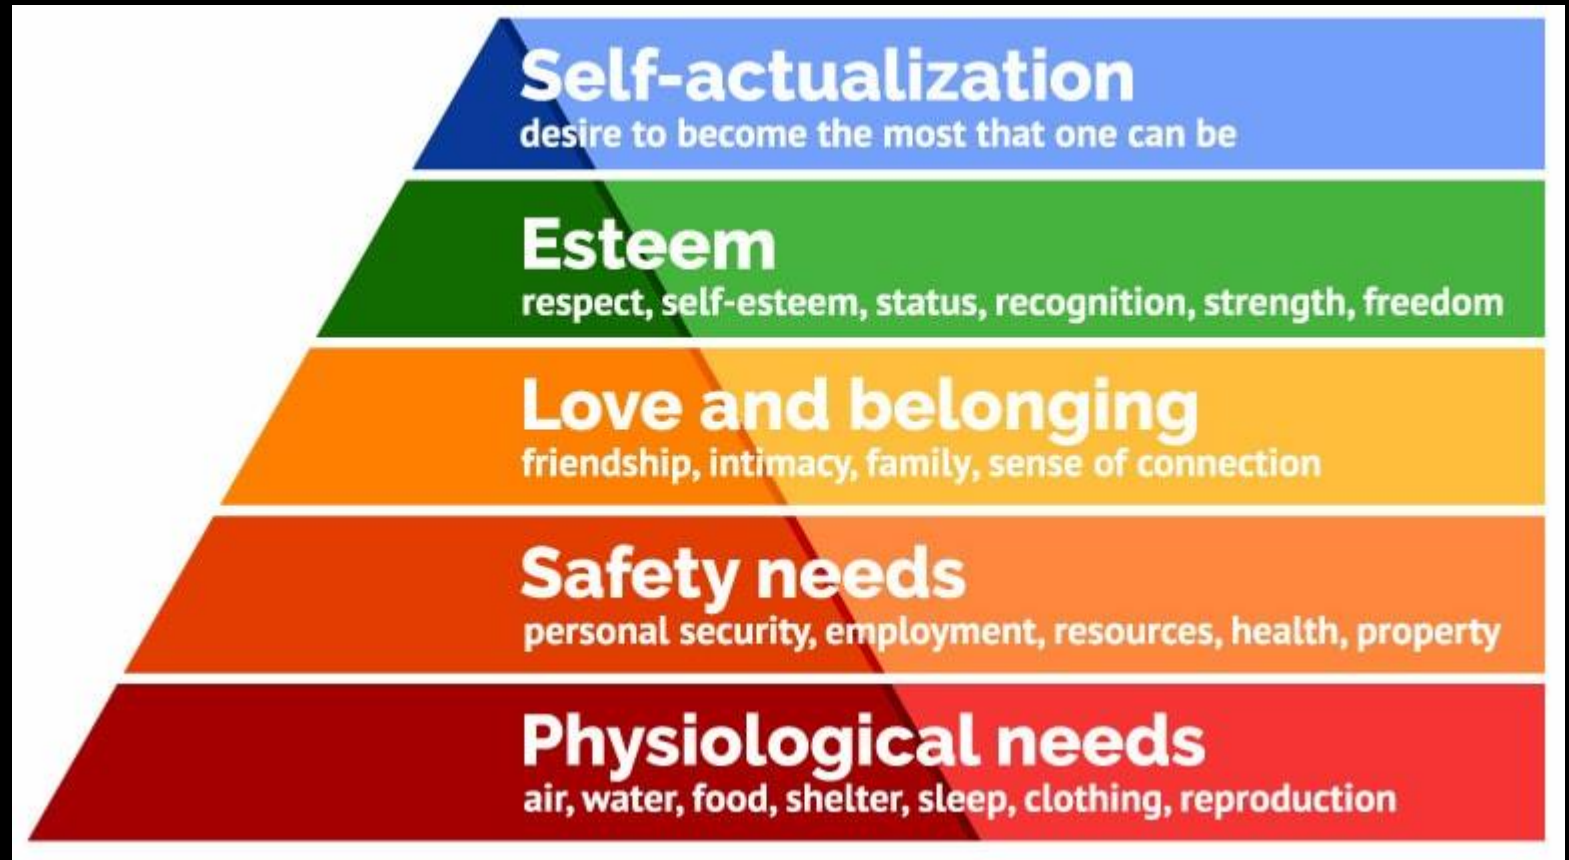 Self-actualization
desire to become the most that one can be
Esteem
respect, self-esteem, status, recognition, strength, freedom
Love and belonging
friendship, intimacy, family, sense of connection
Safety needs
personal security, employment, resources, health, property
Physiological needs
air, water, food, shelter, sleep, clothing, reproduction